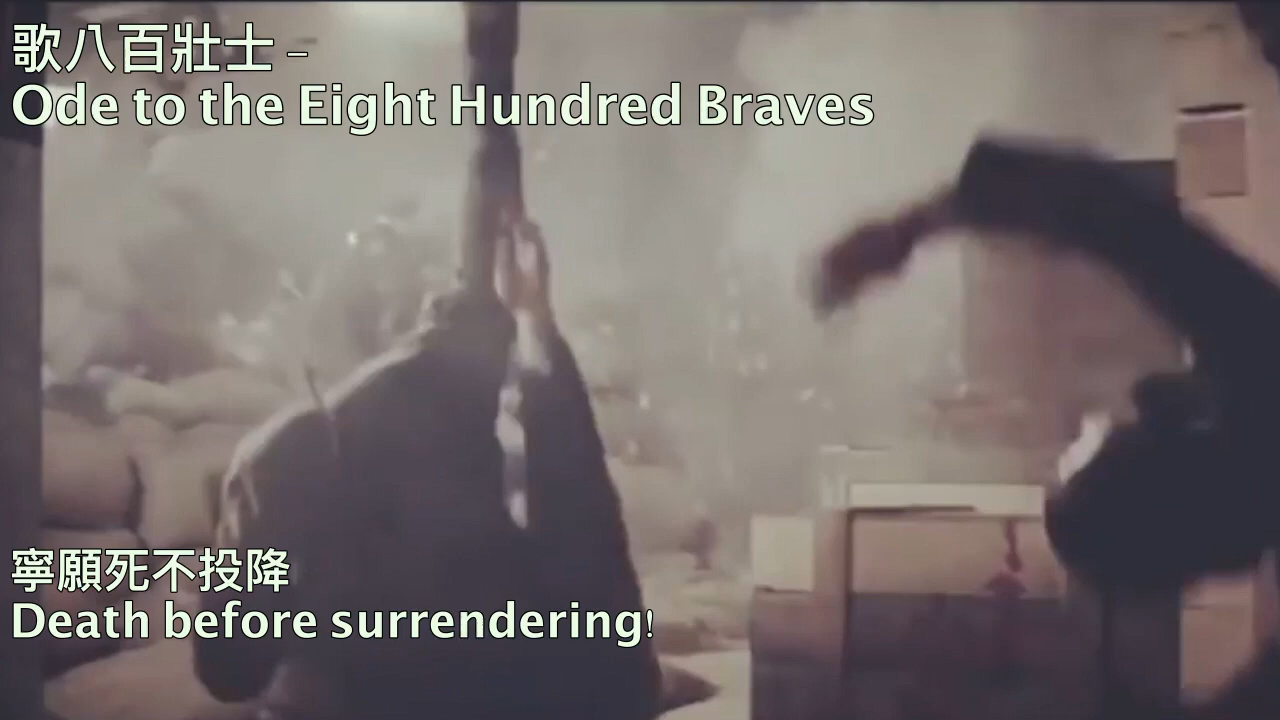 歌八百壯士 –
Ode to the Eight Hundred Braves
寧願死不投降
Death before surrendering!